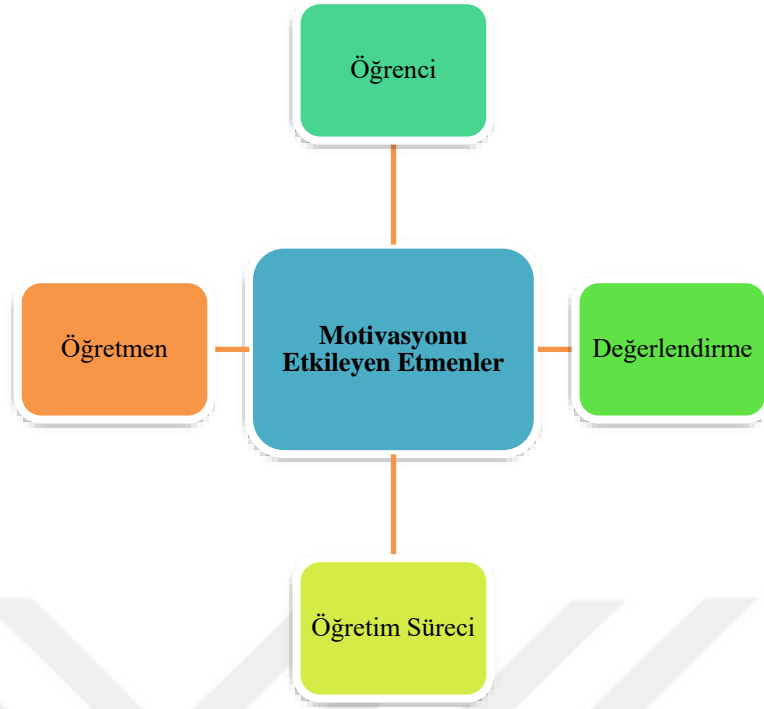 Öğrenci
Öğretmen
Motivasyonu
Etkileyen Etmenler
Değerlendirme
Öğretim Süreci